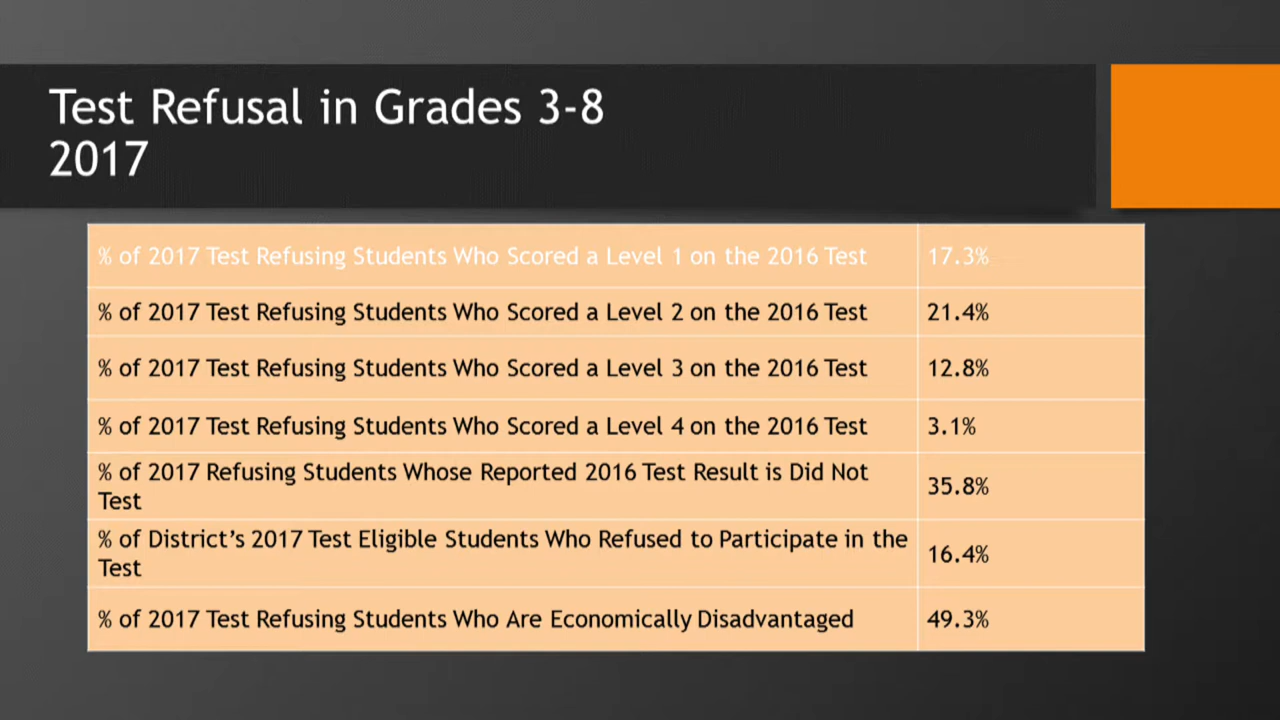 Test Refusal in Grades 3-8
2017
% of 2017 Test Refusing Students Who Scored a Level 1 on the 2016 Test 17.3%
% of 2017 Test Refusing Students Who Scored a Level 2 on the 2016 Test 21.4%
% of 2017 Test Refusing Students Who Scored a Level 3 on the 2016 Test 12.8%
% of 2017 Test Refusing Students Who Scored a Level 4 on the 2016 Test 3.1%
% of 2017 Refusing Students Whose Reported 2016 Test Result is Did Not
Test 35.8%
% of District’s 2017 Test Eligible Students Who Refused to Participate in the
Test 16.4%
% of 2017 Test Refusing Students Who Are Economically Disadvantaged 49.3%